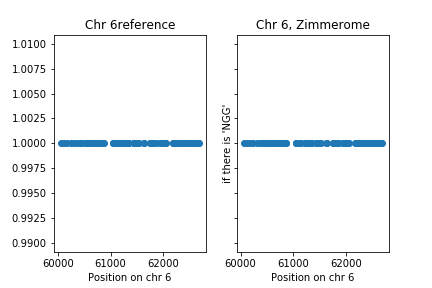 Chr 6reference
1.0100
1.0075
1.0050
1.0025
1.0000
0.9975
0.9950
0.9925
0.9900
60000 61000 62000
Position on chr 6
Chr 6, Zimmerome
if there is 'NGG'
60000 61000 62000
Position on chr 6